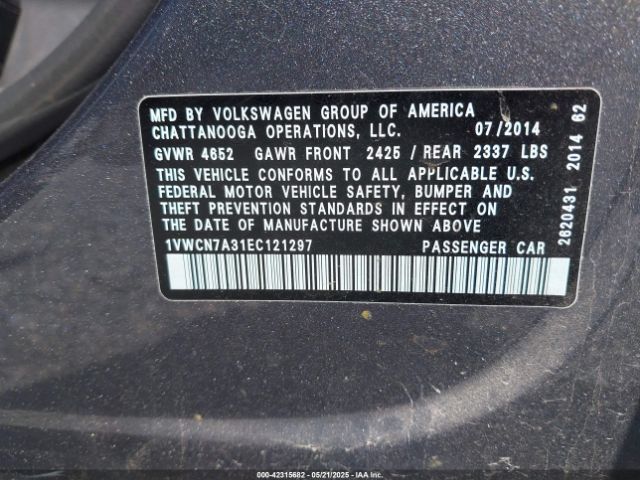 MFD BY VOLKSWAGEN GROUP OF AMERICA
CHATTANOOGA OPERATIONS, LLC. 07/2014
GVWR 4652 GAWR FRONT 2425 / REAR 2337 LBS
THIS VEHICLE CONFORMS TO ALL APPLICABLE U.S.
FEDERAL MOTOR VEHICLE SAFETY, BUMPER AND
THEFT PREVENTION STANDARDS IN EFFECT ON
THE DATE OF MANUFACTURE SHOWN ABOVE
1VWCN7A31EC121297 PASSENGER CAR
2620431 2014 62
000-42315682 - 05/21/2025 - IAA Inc.